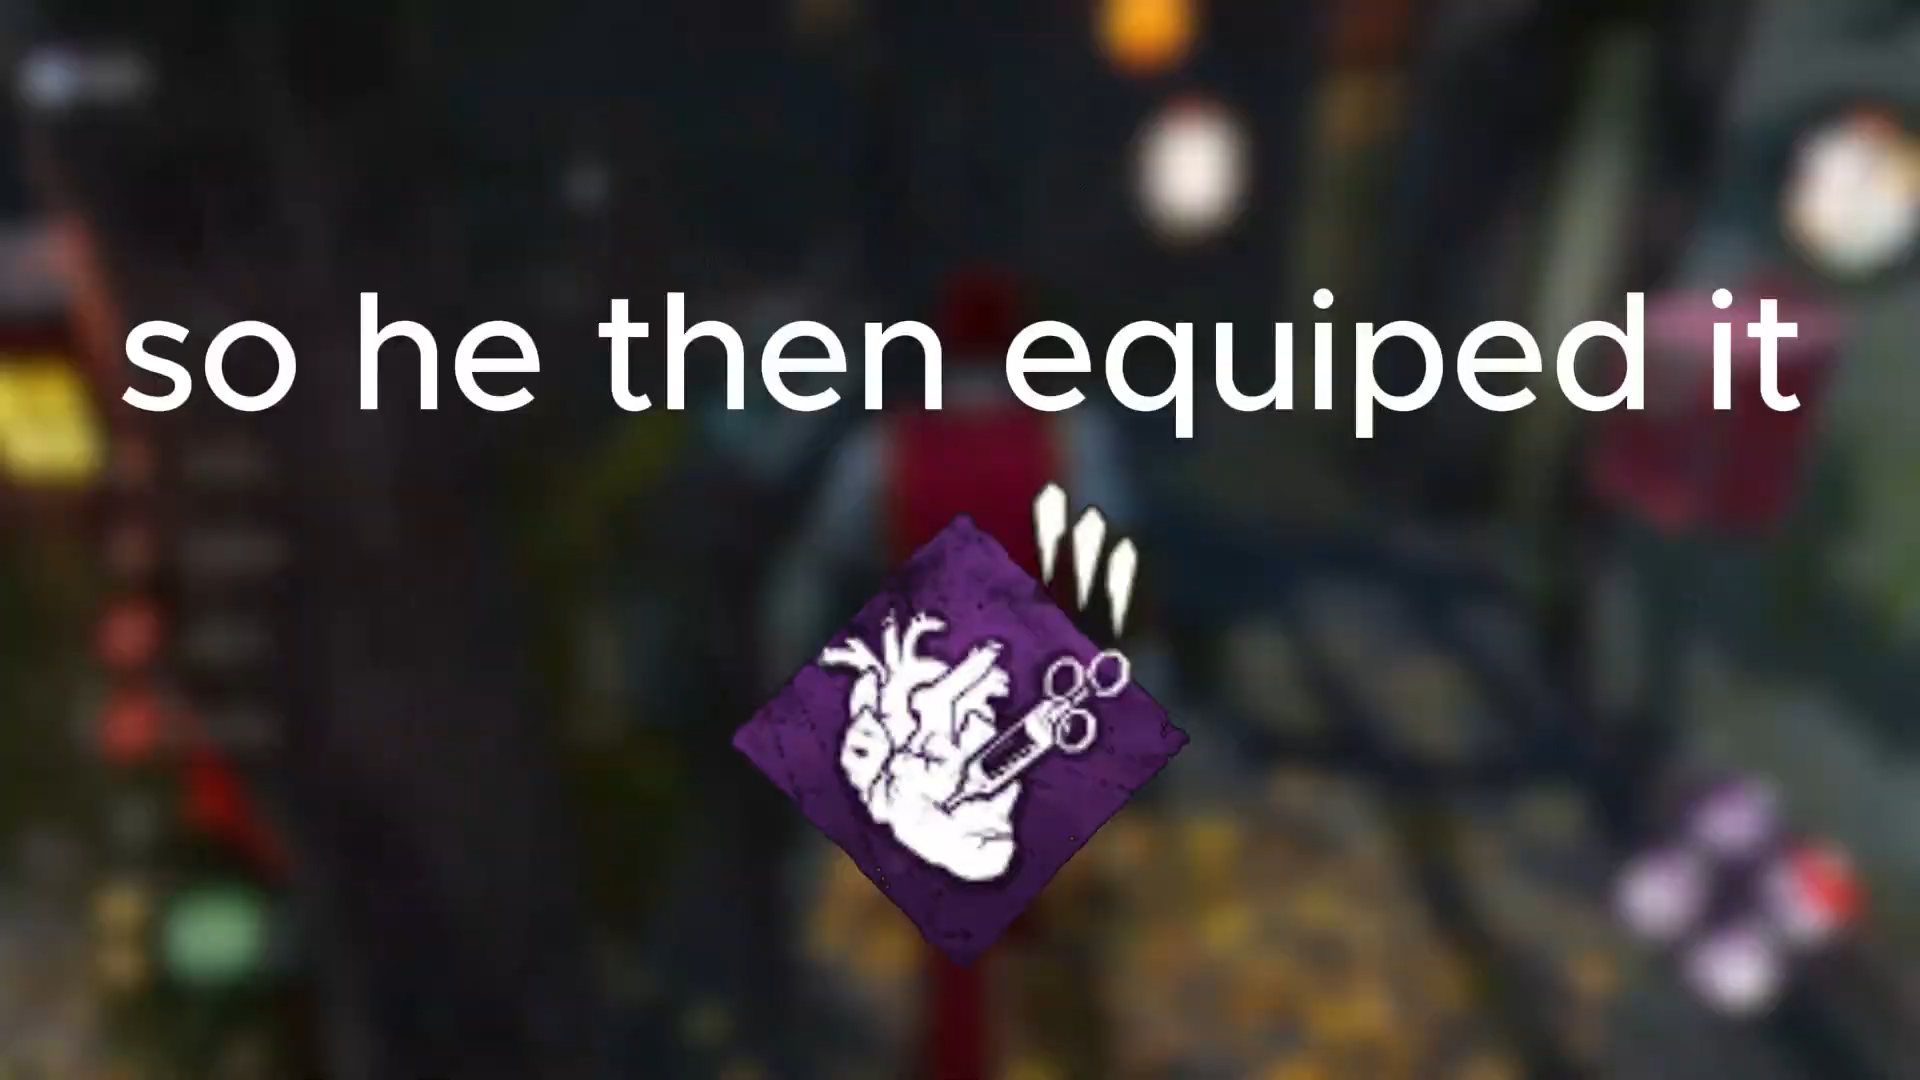 so he then equiped it